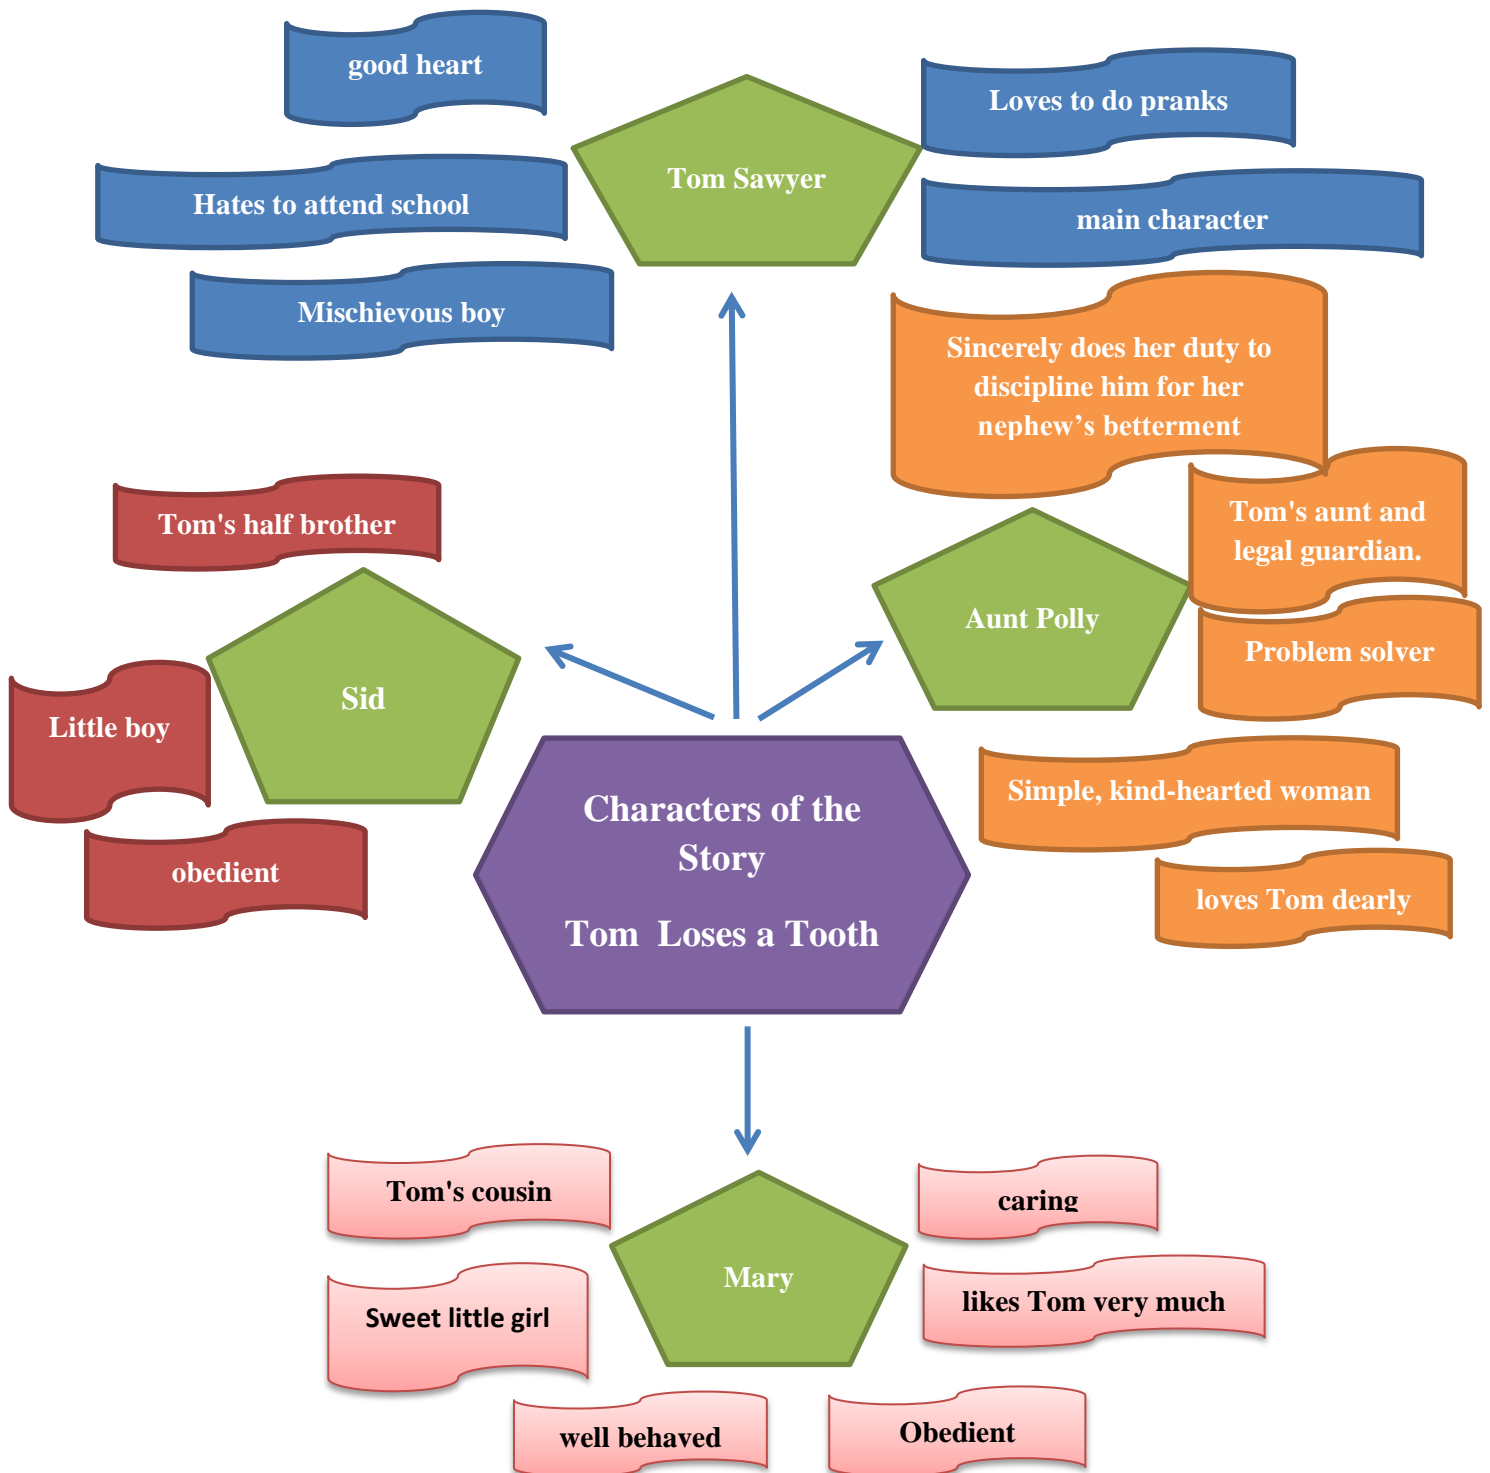 good heart
Loves to do pranks
Tom Sawyer
Hates to attend school
main character
Mischievous boy
Sincerely does her duty to
discipline him for her
nephew’s betterment
Tom's half brother
Tom's aunt and
legal guardian.
Aunt Polly
Problem solver
Sid
Little boy
Simple, kind-hearted woman
obedient
loves Tom dearly
Characters of the
Story
Tom Loses a Tooth
Tom's cousin
caring
Mary
Sweet little girl
likes Tom very much
well behaved
Obedient